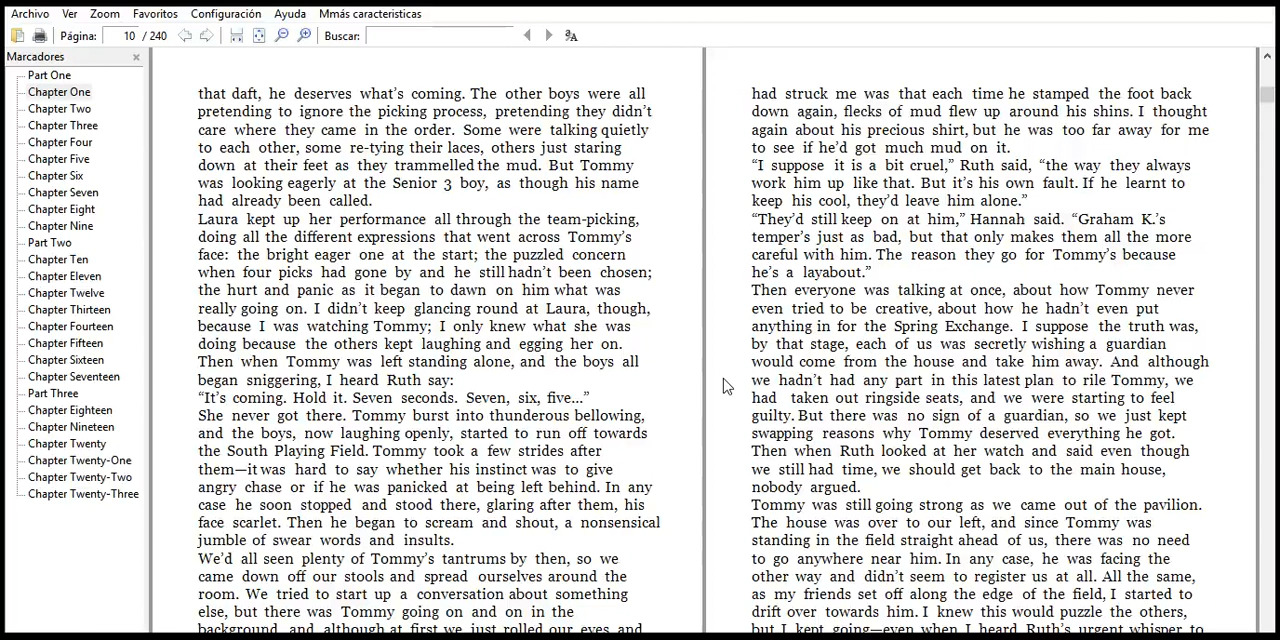 Archivo Ver Zoom Favoritos Configuración Ayuda Mmás caracteristicas
Página: 10 / 240 Buscar: ªA
Marcadores
Part One
Chapter One
Chapter Two
Chapter Three
Chapter Four
Chapter Five
Chapter Six
Chapter Seven
Chapter Eight
Chapter Nine
Part Two
Chapter Ten
Chapter Eleven
Chapter Twelve
Chapter Thirteen
Chapter Fourteen
Chapter Fifteen
Chapter Sixteen
Chapter Seventeen
Part Three
Chapter Eighteen
Chapter Nineteen
Chapter Twenty
Chapter Twenty-One
Chapter Twenty-Two
Chapter Twenty-Three
that daft, he deserves what’s coming. The other boys were all
pretending to ignore the picking process, pretending they didn’t
care where they came in the order. Some were talking quietly
to each other, some re-tying their laces, others just staring
down at their feet as they trammelled the mud. But Tommy
was looking eagerly at the Senior 3 boy, as though his name
had already been called.
Laura kept up her performance all through the team-picking,
doing all the different expressions that went across Tommy’s
face: the bright eager one at the start; the puzzled concern
when four picks had gone by and he still hadn’t been chosen;
the hurt and panic as it began to dawn on him what was
really going on. I didn’t keep glancing round at Laura, though,
because I was watching Tommy; I only knew what she was
doing because the others kept laughing and egging her on.
Then when Tommy was left standing alone, and the boys all
began sniggering, I heard Ruth say:
“It’s coming. Hold it. Seven seconds. Seven, six, five...”
She never got there. Tommy burst into thunderous bellowing,
and the boys, now laughing openly, started to run off towards
the South Playing Field. Tommy took a few strides after
them—it was hard to say whether his instinct was to give
angry chase or if he was panicked at being left behind. In any
case he soon stopped and stood there, glaring after them, his
face scarlet. Then he began to scream and shout, a nonsensical
jumble of swear words and insults.
We’d all seen plenty of Tommy’s tantrums by then, so we
came down off our stools and spread ourselves around the
room. We tried to start up a conversation about something
else, but there was Tommy going on and on in the
background, and although at first we just rolled our eyes and
had struck me was that each time he stamped the foot back
down again, flecks of mud flew up around his shins. I thought
again about his precious shirt, but he was too far away for me
to see if he’d got much mud on it.
“I suppose it is a bit cruel,” Ruth said, “the way they always
work him up like that. But it’s his own fault. If he learnt to
keep his cool, they’d leave him alone.”
“They’d still keep on at him,” Hannah said. “Graham K.’s
temper’s just as bad, but that only makes them all the more
careful with him. The reason they go for Tommy’s because
he’s a layabout.”
Then everyone was talking at once, about how Tommy never
even tried to be creative, about how he hadn’t even put
anything in for the Spring Exchange. I suppose the truth was,
by that stage, each of us was secretly wishing a guardian
would come from the house and take him away. And although
we hadn’t had any part in this latest plan to rile Tommy, we
had taken out ringside seats, and we were starting to feel
guilty. But there was no sign of a guardian, so we just kept
swapping reasons why Tommy deserved everything he got.
Then when Ruth looked at her watch and said even though
we still had time, we should get back to the main house,
nobody argued.
Tommy was still going strong as we came out of the pavilion.
The house was over to our left, and since Tommy was
standing in the field straight ahead of us, there was no need
to go anywhere near him. In any case, he was facing the
other way and didn’t seem to register us at all. All the same,
as my friends set off along the edge of the field, I started to
drift over towards him. I knew this would puzzle the others,
but I kept going—even when I heard Ruth’s urgent whisper to